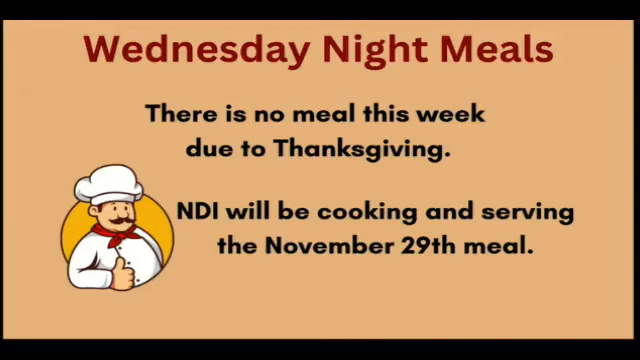 Wednesday Night Meals
There is no meal this week
due to Thanksgiving.
NDI will be cooking and serving
the November 29th meal.